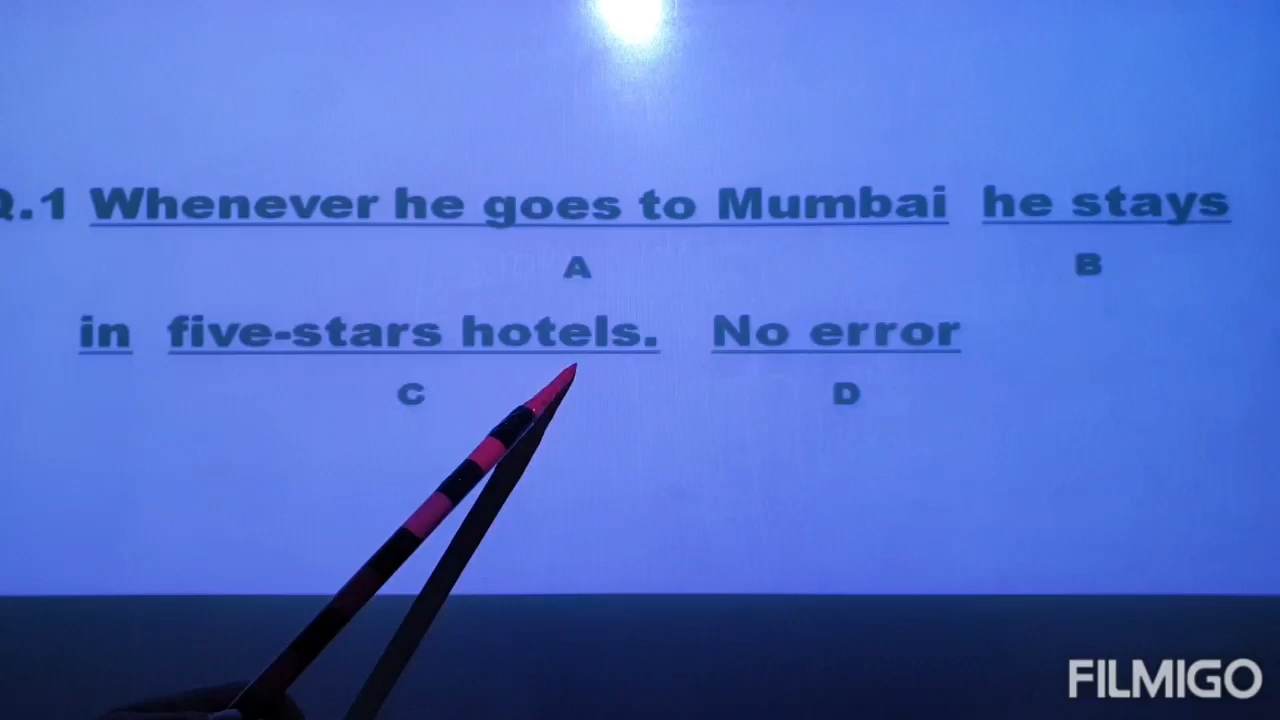 Q.1 Whenever he goes to Mumbai he stays
A B
in five-stars hotels. No error
C D
FILMIGO